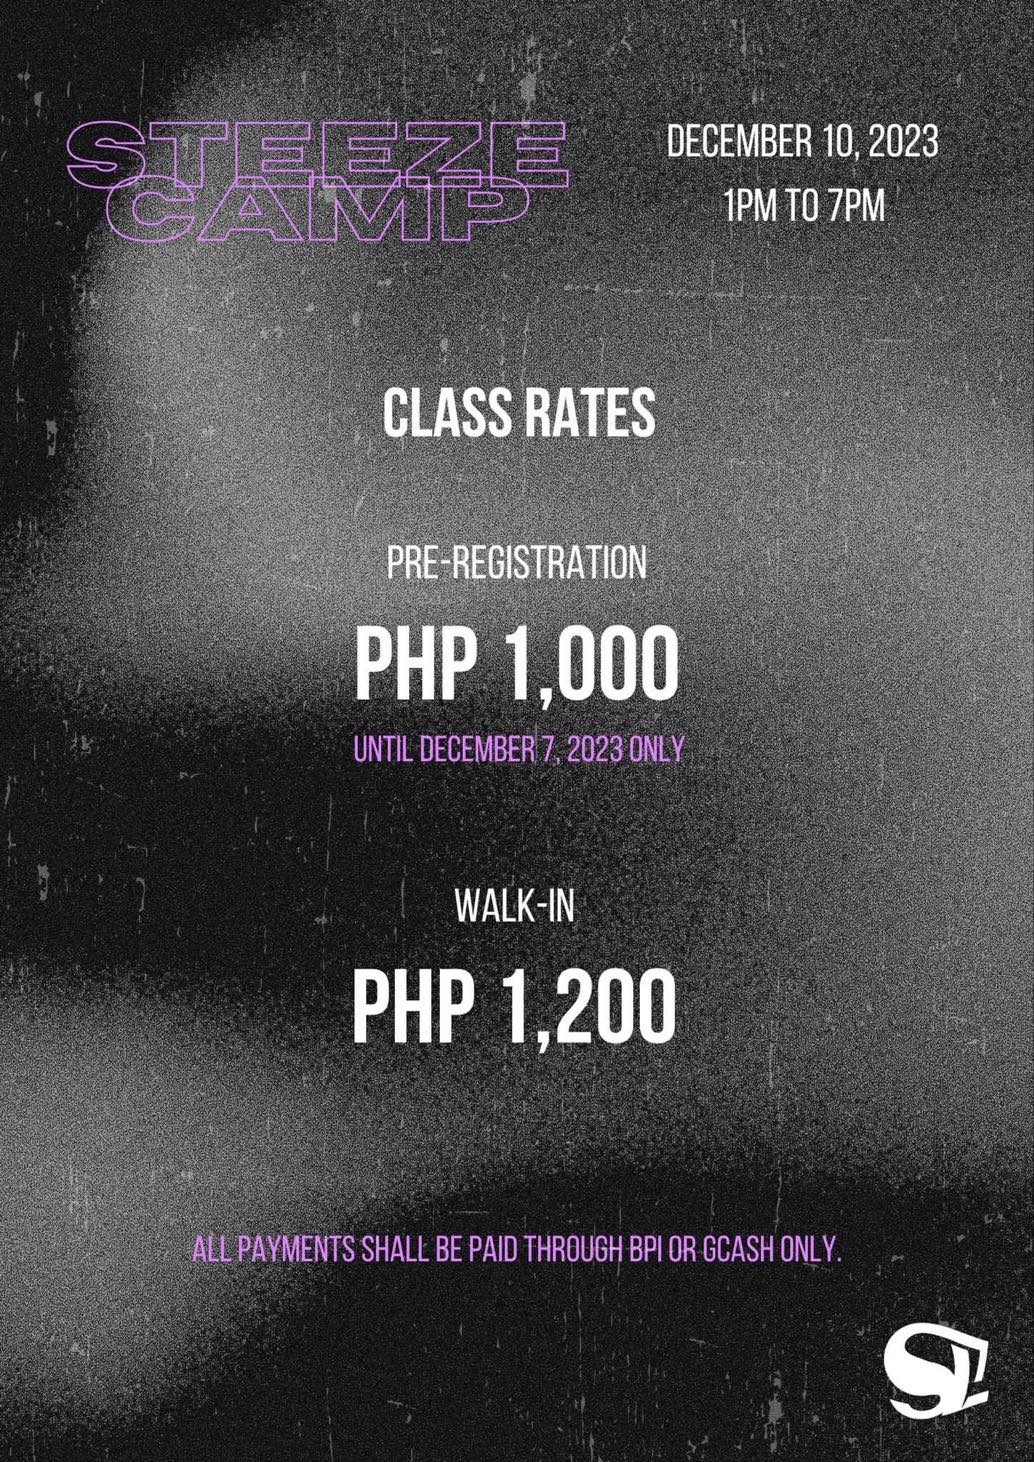 STEEZE
CAMP
DECEMBER 10, 2023
1PM TO 7PM
CLASS RATES
PRE-REGISTRATION
PHP 1,000
UNTIL DECEMBER 7, 2023 ONLY
WALK-IN
PHP 1,200
ALL PAYMENTS SHALL BE PAID THROUGH BPI OR GCASH ONLY.